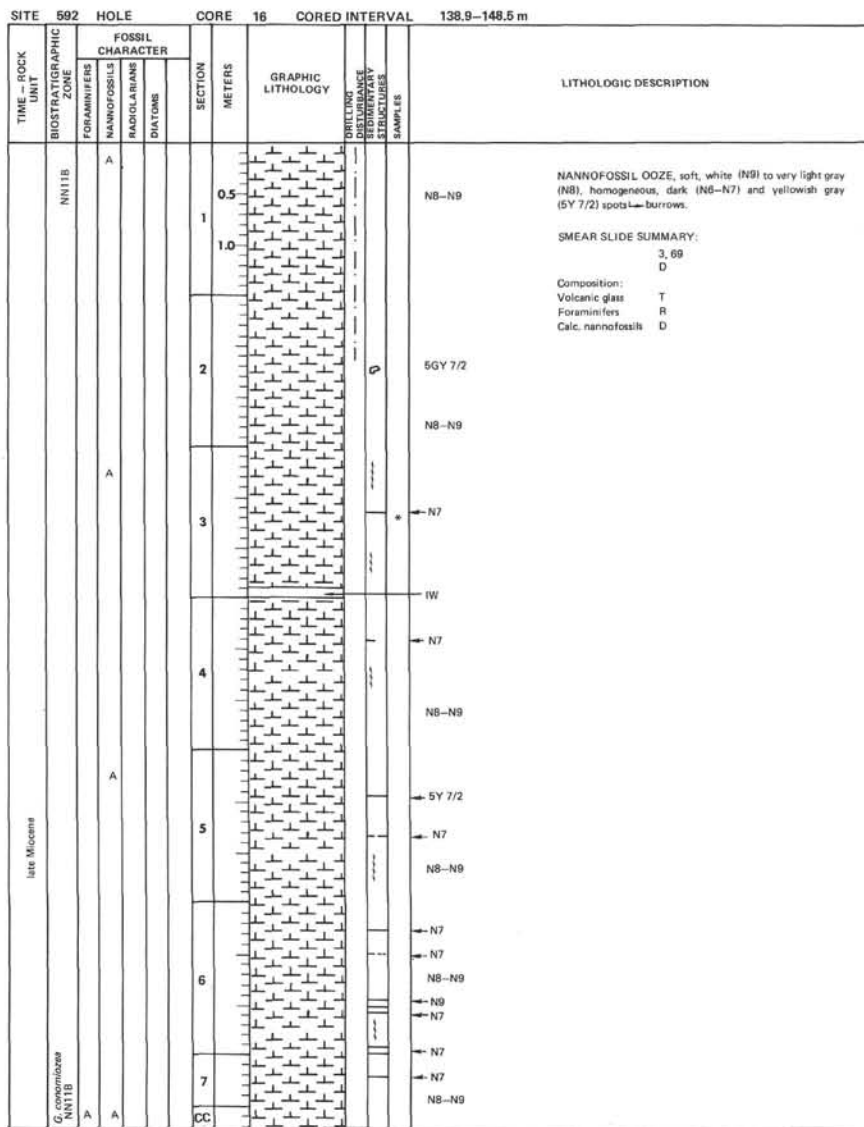 SITE 592 HOLE CORE 16 CORED INTERVAL 138.9–148.5 m
TIME – ROCK UNIT
BIOSTRATIGRAPHIC ZONE
FOSSIL CHARACTER
FORAMINIFERS
NANNOFOSSILS
RADIOLARIANS
DIATOMS
SECTION
METERS
GRAPHIC LITHOLOGY
DRILLING DISTURBANCE
SEDIMENTARY STRUCTURES
SAMPLES
LITHOLOGIC DESCRIPTION
late Miocene
NN11B
G. conomiozea
NN11B
A
A
A
A A
1
2
3
4
5
6
7
CC
0.5
1.0
*
N8–N9
5GY 7/2
N8–N9
N7
IW
N7
N8–N9
5Y 7/2
N7
N8–N9
N7
N7
N8–N9
N9
N7
N7
N7
N8–N9
NANNOFOSSIL OOZE, soft, white (N9) to very light gray
(N8), homogeneous, dark (N6–N7) and yellowish gray
(5Y 7/2) spots burrows.
SMEAR SLIDE SUMMARY:
3, 69
D
Composition:
Volcanic glass T
Foraminifers R
Calc. nannofossils D